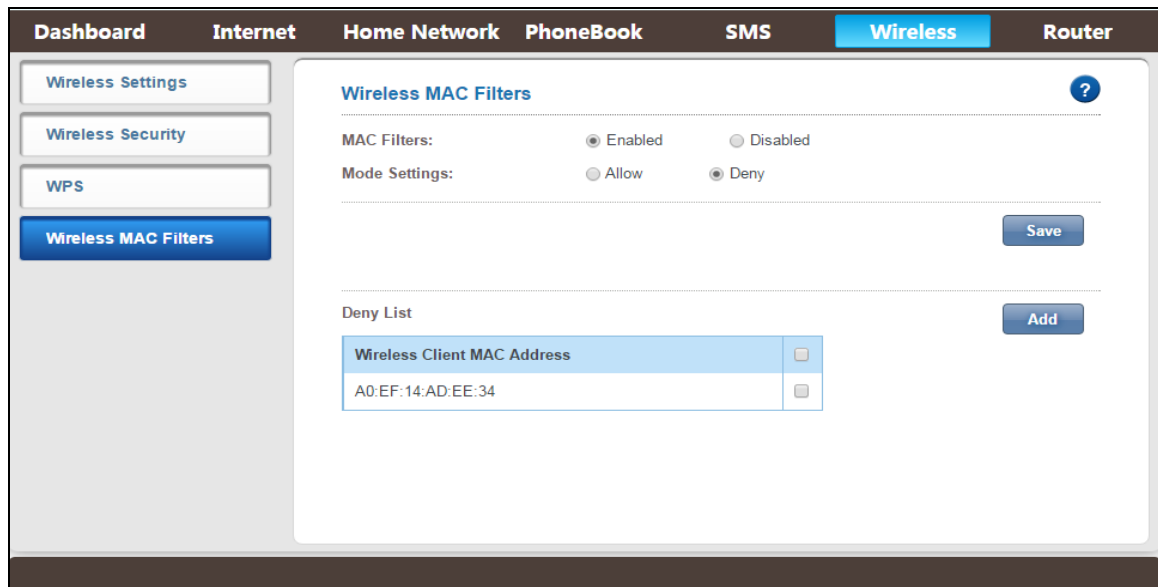 Dashboard Internet Home Network PhoneBook SMS Wireless Router
Wireless Settings
Wireless Security
WPS
Wireless MAC Filters
Wireless MAC Filters ?
MAC Filters: Enabled Disabled
Mode Settings: Allow Deny
Save
Deny List Add
Wireless Client MAC Address
A0:EF:14:AD:EE:34